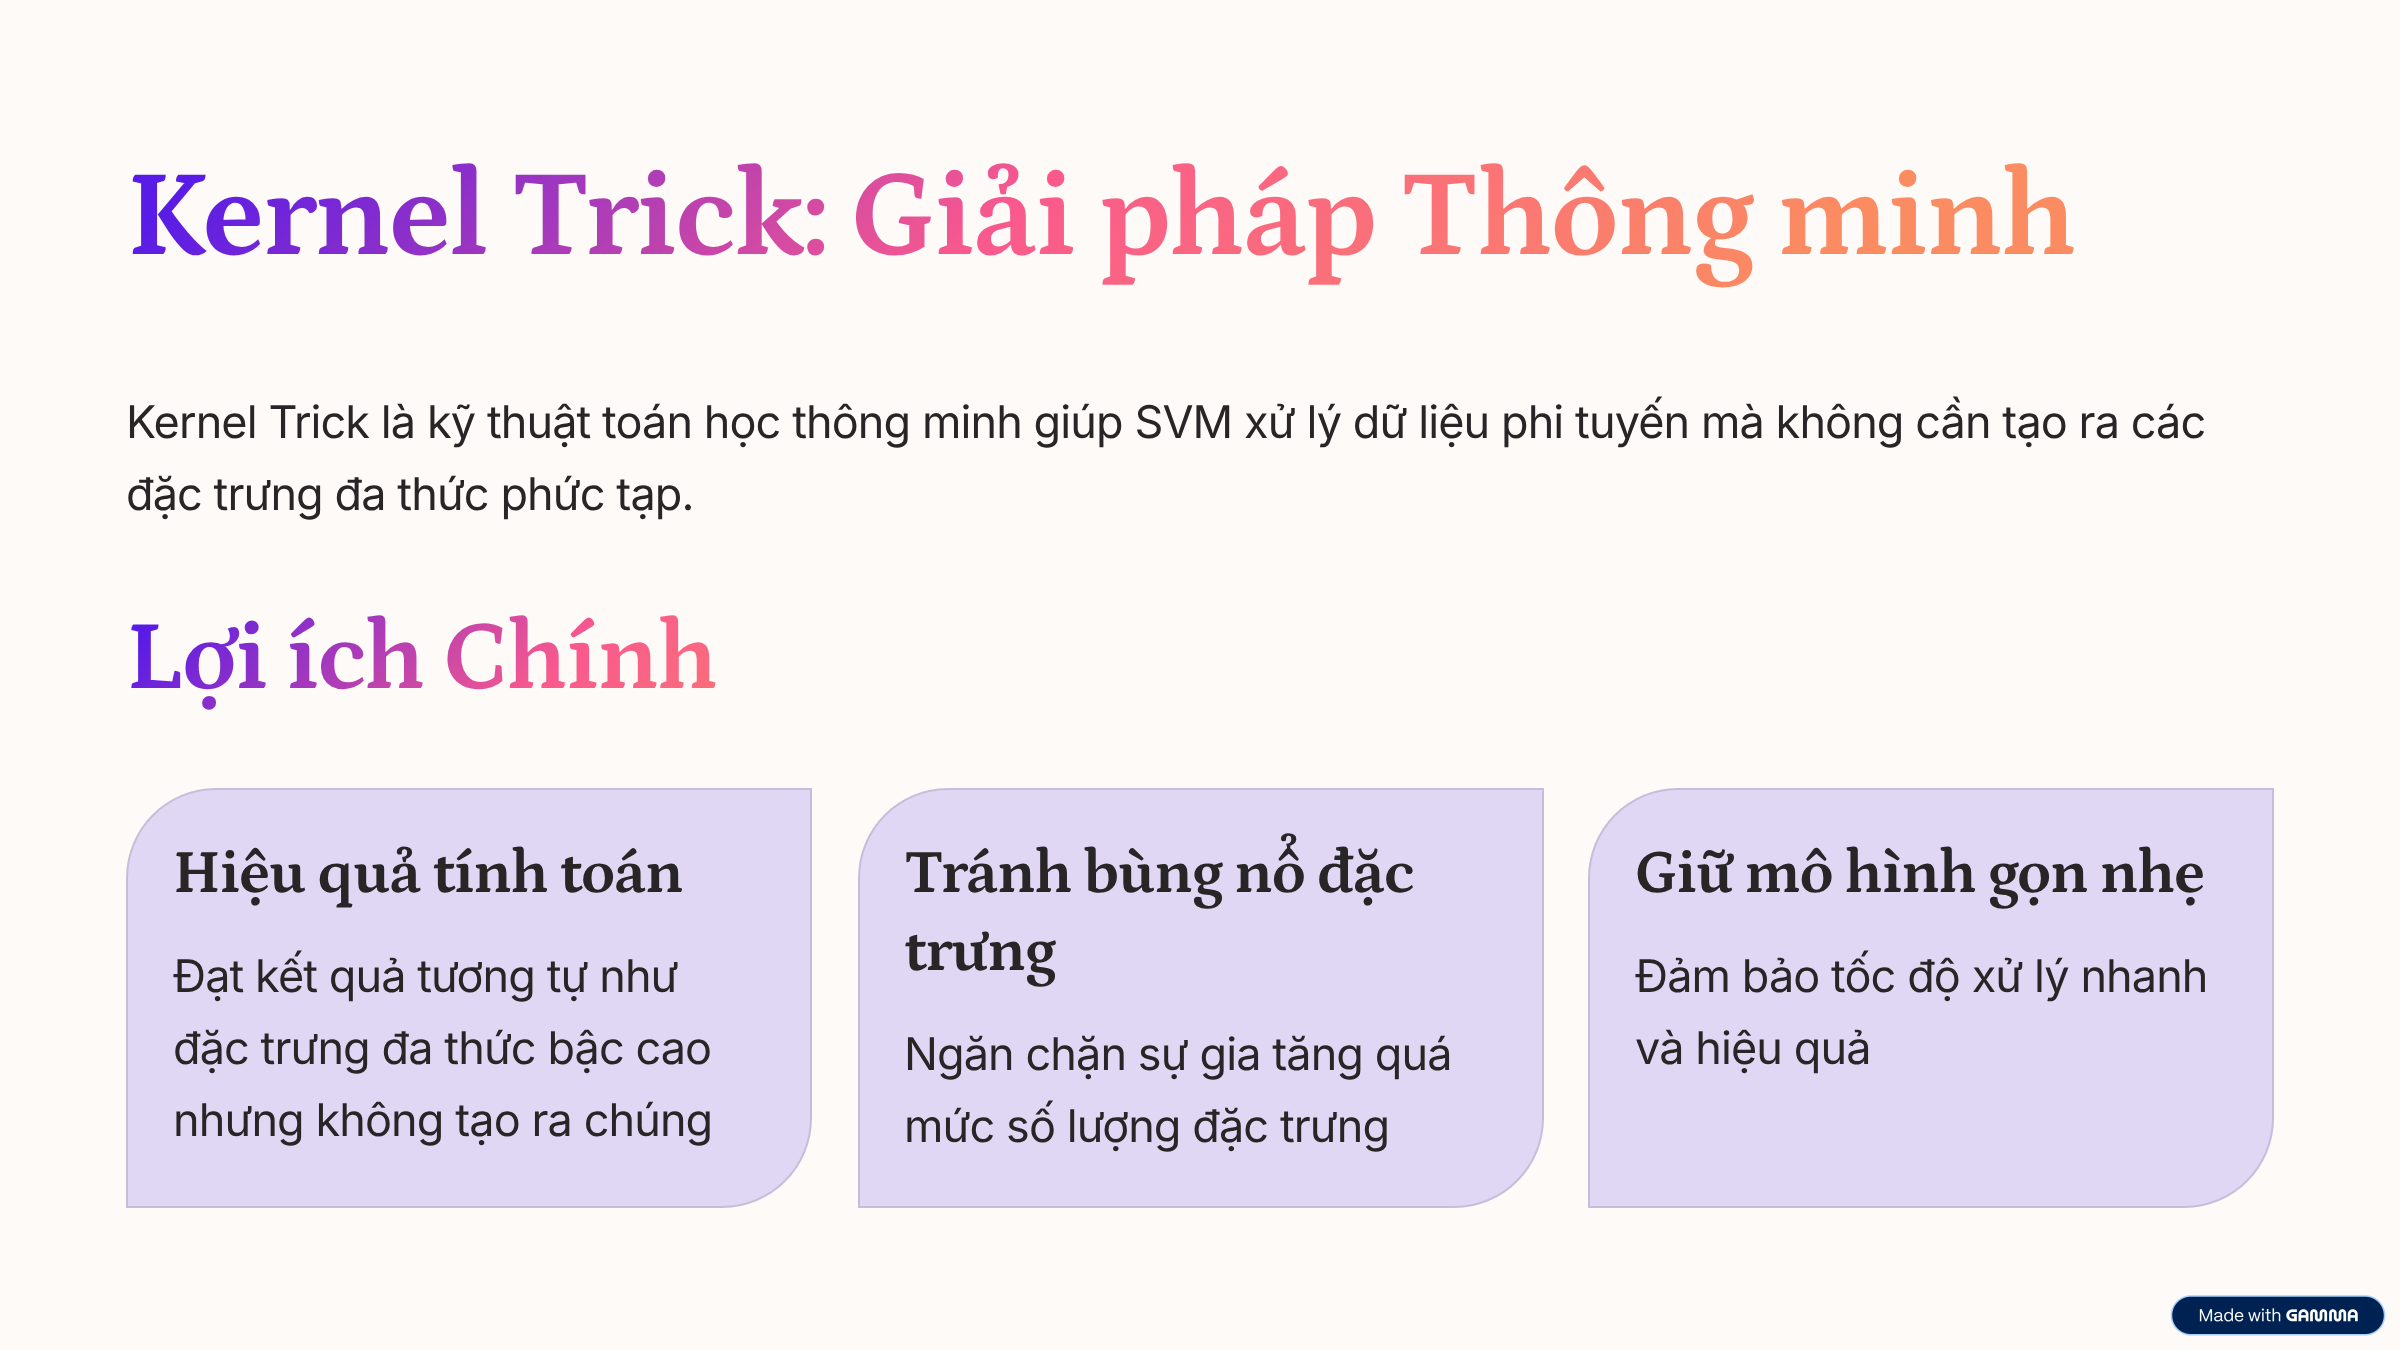 Kernel Trick: Giải pháp Thông minh
Kernel Trick là kỹ thuật toán học thông minh giúp SVM xử lý dữ liệu phi tuyến mà không cần tạo ra các
đặc trưng đa thức phức tạp.
Lợi ích Chính
Hiệu quả tính toán
Đạt kết quả tương tự như
đặc trưng đa thức bậc cao
nhưng không tạo ra chúng
Tránh bùng nổ đặc
trưng
Ngăn chặn sự gia tăng quá
mức số lượng đặc trưng
Giữ mô hình gọn nhẹ
Đảm bảo tốc độ xử lý nhanh
và hiệu quả
Made with GAMMA